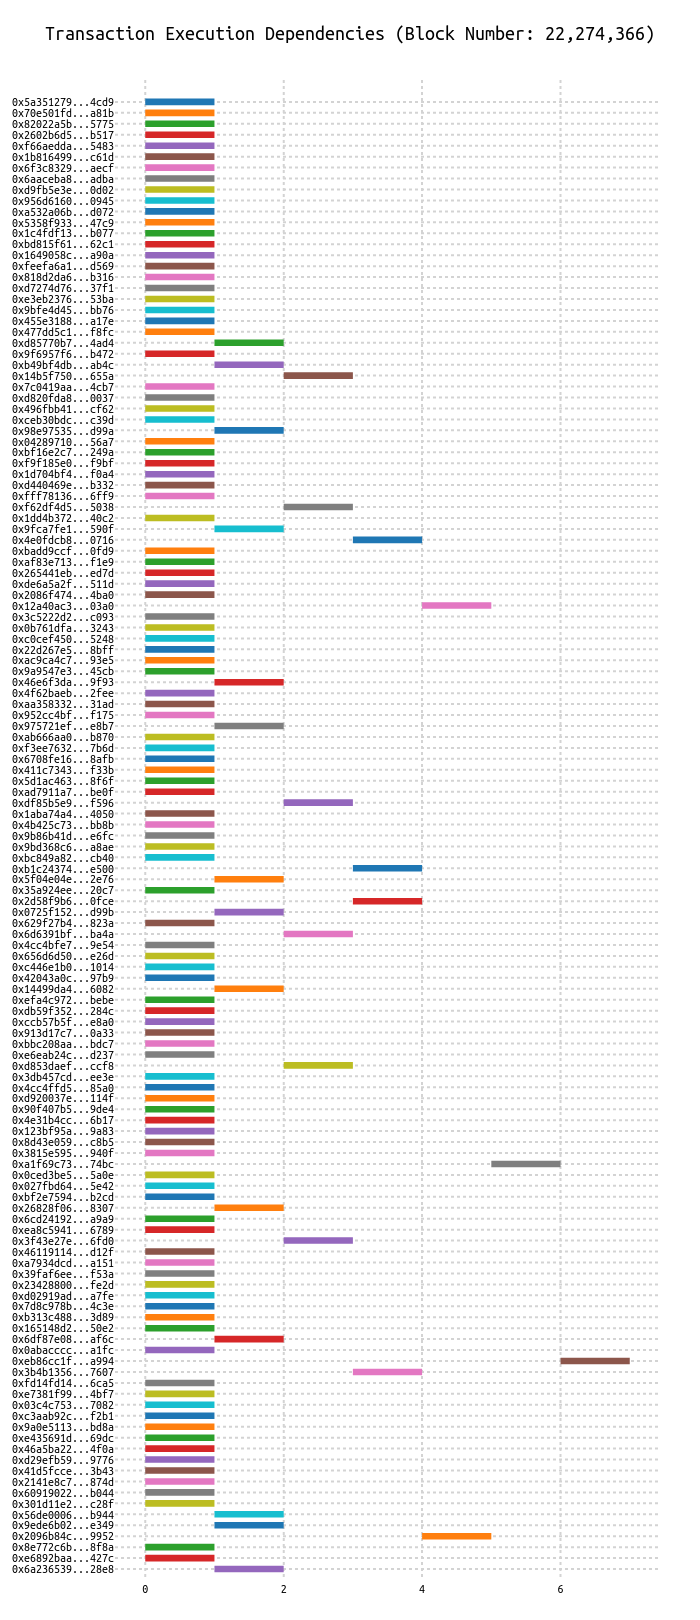 Transaction Execution Dependencies (Block Number: 22,274,366)
0x5a351279...4cd9
0x70e501fd...a81b
0x82022a5b...5775
0x2602b6d5...b517
0xf66aedda...5483
0x1b816499...c61d
0x6f3c8329...aecf
0x6aaceba8...adba
0xd9fb5e3e...0d02
0x956d6160...0945
0xa532a06b...d072
0x5358f933...47c9
0x1c4fdf13...b077
0xbd815f61...62c1
0x1649058c...a90a
0xfeefa6a1...d569
0x818d2da6...b316
0xd7274d76...37f1
0xe3eb2376...53ba
0x9bfe4d45...bb76
0x455e3188...a17e
0x477dd5c1...f8fc
0xd85770b7...4ad4
0x9f6957f6...b472
0xb49bf4db...ab4c
0x14b5f750...655a
0x7c0419aa...4cb7
0xd820fda8...0037
0x496fbb41...cf62
0xceb30bdc...c39d
0x98e97535...d99a
0x04289710...56a7
0xbf16e2c7...249a
0xf9f185e0...f9bf
0x1d704bf4...f0a4
0xd440469e...b332
0xfff78136...6ff9
0xf62df4d5...5038
0x1dd4b372...40c2
0x9fca7fe1...590f
0x4e0fdcb8...0716
0xbadd9ccf...0fd9
0xaf83e713...f1e9
0x265441eb...ed7d
0xde6a5a2f...511d
0x2086f474...4ba0
0x12a40ac3...03a0
0x3c5222d2...c093
0x0b761dfa...3243
0xc0cef450...5248
0x22d267e5...8bff
0xac9ca4c7...93e5
0x9a9547e3...45cb
0x46e6f3da...9f93
0x4f62baeb...2fee
0xaa358332...31ad
0x952cc4bf...f175
0x975721ef...e8b7
0xab666aa0...b870
0xf3ee7632...7b6d
0x6708fe16...8afb
0x411c7343...f33b
0x5d1ac463...8f6f
0xad7911a7...be0f
0xdf85b5e9...f596
0x1aba74a4...4050
0x4b425c73...bb8b
0x9b86b41d...e6fc
0x9bd368c6...a8ae
0xbc849a82...cb40
0xb1c24374...e500
0x5f04e04e...2e76
0x35a924ee...20c7
0x2d58f9b6...0fce
0x0725f152...d99b
0x629f27b4...823a
0x6d6391bf...ba4a
0x4cc4bfe7...9e54
0x656d6d50...e26d
0xc446e1b0...1014
0x42043a0c...97b9
0x14499da4...6082
0xefa4c972...bebe
0xdb59f352...284c
0xccb57b5f...e8a0
0x913d17c7...0a33
0xbbc208aa...bdc7
0xe6eab24c...d237
0xd853daef...ccf8
0x3db457cd...ee3e
0x4cc4ffd5...85a0
0xd920037e...114f
0x90f407b5...9de4
0x4e31b4cc...6b17
0x123bf95a...9a83
0x8d43e059...c8b5
0x3815e595...940f
0xa1f69c73...74bc
0x0ced3be5...5a0e
0x027fbd64...5e42
0xbf2e7594...b2cd
0x26828f06...8307
0x6cd24192...a9a9
0xea8c5941...6789
0x3f43e27e...6fd0
0x46119114...d12f
0xa7934dcd...a151
0x39faf6ee...f53a
0x23428800...fe2d
0xd02919ad...a7fe
0x7d8c978b...4c3e
0xb313c488...3d89
0x165148d2...50e2
0x6df87e08...af6c
0x0abacccc...a1fc
0xeb86cc1f...a994
0x3b4b1356...7607
0xfd14fd14...6ca5
0xe7381f99...4bf7
0x03c4c753...7082
0xc3aab92c...f2b1
0x9a0e5113...bd8a
0xe435691d...69dc
0x46a5ba22...4f0a
0xd29efb59...9776
0x41d5fcce...3b43
0x2141e8c7...874d
0x60919022...b044
0x301d11e2...c28f
0x56de0006...b944
0x9ede6b02...e349
0x2096b84c...9952
0x8e772c6b...8f8a
0xe6892baa...427c
0x6a236539...28e8
0 2 4 6